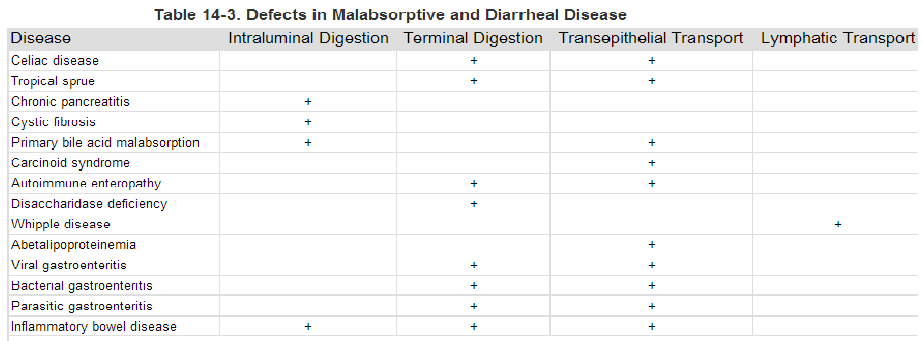 Table 14-3. Defects in Malabsorptive and Diarrheal Disease
Disease Intraluminal Digestion Terminal Digestion Transepithelial Transport Lymphatic Transport
Celiac disease + +
Tropical sprue + +
Chronic pancreatitis +
Cystic fibrosis +
Primary bile acid malabsorption + +
Carcinoid syndrome +
Autoimmune enteropathy + +
Disaccharidase deficiency +
Whipple disease +
Abetalipoproteinemia +
Viral gastroenteritis + +
Bacterial gastroenteritis + +
Parasitic gastroenteritis + +
Inflammatory bowel disease + + +